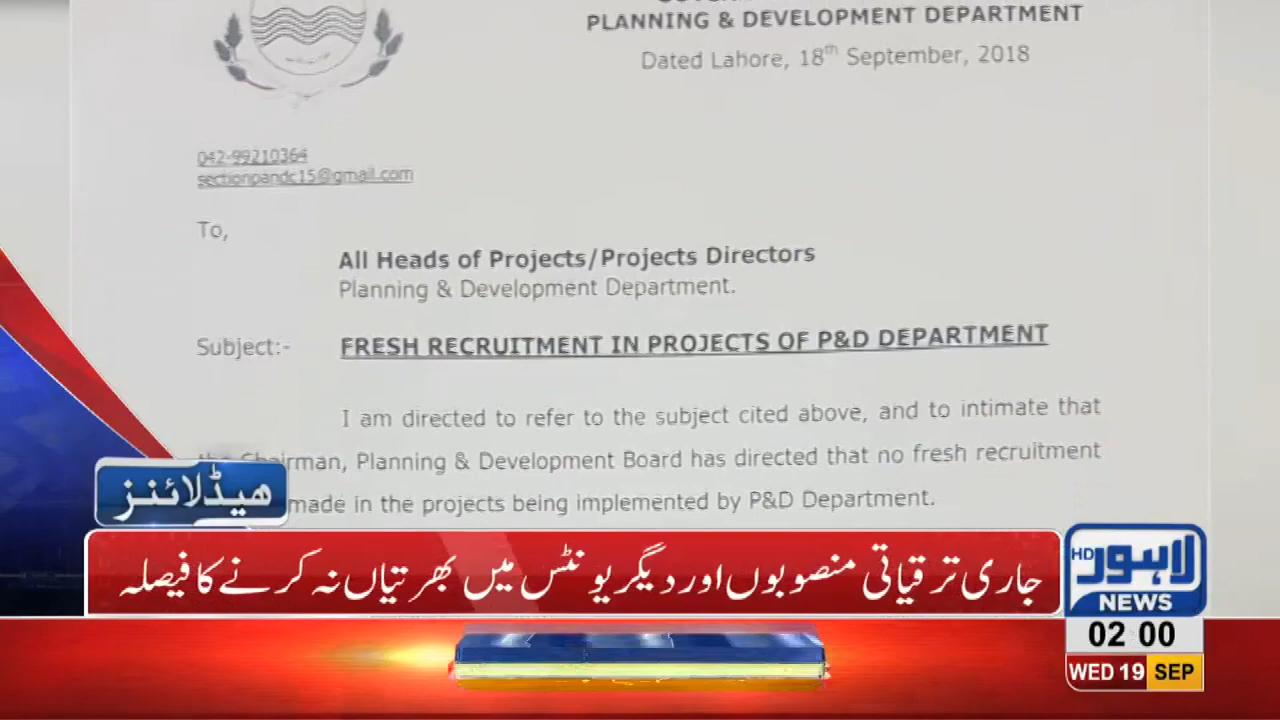 PLANNING & DEVELOPMENT DEPARTMENT
Dated Lahore, 18th September, 2018
042-99210364
sectionpandc15@gmail.com
To,
All Heads of Projects/Projects Directors
Planning & Development Department.
Subject:- FRESH RECRUITMENT IN PROJECTS OF P&D DEPARTMENT
I am directed to refer to the subject cited above, and to intimate that
Chairman, Planning & Development Board has directed that no fresh recruitment
made in the projects being implemented by P&D Department.
ہیڈلائنز
جاری ترقیاتی منصوبوں اور دیگر یونٹس میں بھرتیاں نہ کرنے کا فیصلہ
HD لاہور
NEWS
02 00
WED 19 SEP